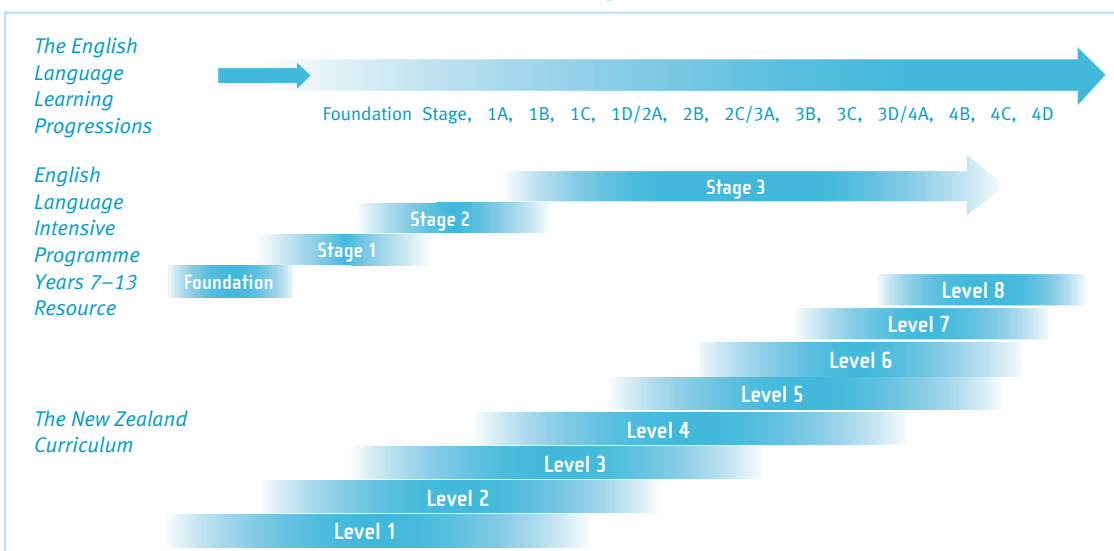 The English
Language
Learning
Progressions
Foundation Stage, 1A, 1B, 1C, 1D/2A, 2B, 2C/3A, 3B, 3C, 3D/4A, 4B, 4C, 4D
English
Language
Intensive
Programme
Years 7–13
Resource
Stage 3
Stage 2
Stage 1
Foundation
The New Zealand
Curriculum
Level 8
Level 7
Level 6
Level 5
Level 4
Level 3
Level 2
Level 1